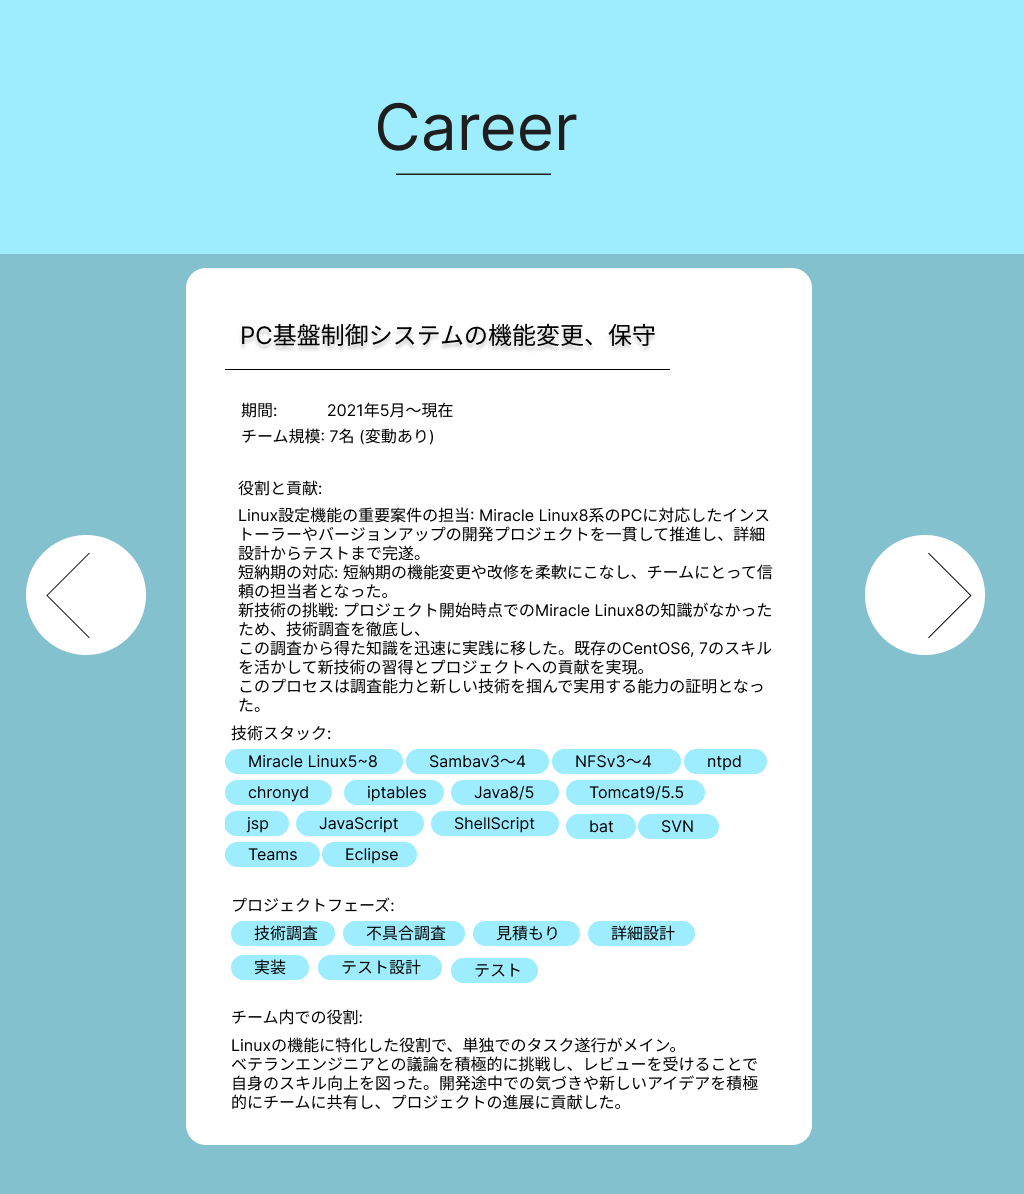 Career
PC基盤制御システムの機能変更、保守
期間: 2021年5月〜現在
チーム規模: 7名 (変動あり)
役割と貢献:
Linux設定機能の重要案件の担当: Miracle Linux8系のPCに対応したインス
トーラーやバージョンアップの開発プロジェクトを一貫して推進し、詳細
設計からテストまで完遂。
短納期の対応: 短納期の機能変更や改修を柔軟にこなし、チームにとって信
頼の担当者となった。
新技術の挑戦: プロジェクト開始時点でのMiracle Linux8の知識がなかった
ため、技術調査を徹底し、
この調査から得た知識を迅速に実践に移した。既存のCentOS6, 7のスキル
を活かして新技術の習得とプロジェクトへの貢献を実現。
このプロセスは調査能力と新しい技術を掴んで実用する能力の証明となっ
た。
技術スタック:
Miracle Linux5~8 Sambav3〜4 NFSv3〜4 ntpd
chronyd iptables Java8/5 Tomcat9/5.5
jsp JavaScript ShellScript bat SVN
Teams Eclipse
プロジェクトフェーズ:
技術調査 不具合調査 見積もり 詳細設計
実装 テスト設計 テスト
チーム内での役割:
Linuxの機能に特化した役割で、単独でのタスク遂行がメイン。
ベテランエンジニアとの議論を積極的に挑戦し、レビューを受けることで
自身のスキル向上を図った。開発途中での気づきや新しいアイデアを積極
的にチームに共有し、プロジェクトの進展に貢献した。